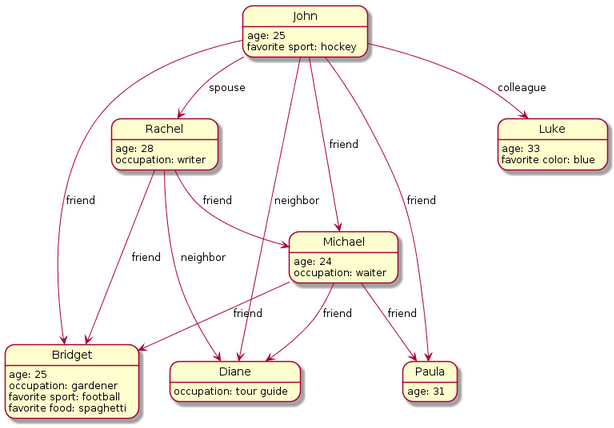 John
age: 25
favorite sport: hockey
spouse
colleague
Rachel
age: 28
occupation: writer
Luke
age: 33
favorite color: blue
friend
friend
friend
neighbor
friend
Michael
age: 24
occupation: waiter
friend
neighbor
friend
friend
friend
Bridget
age: 25
occupation: gardener
favorite sport: football
favorite food: spaghetti
Diane
occupation: tour guide
Paula
age: 31